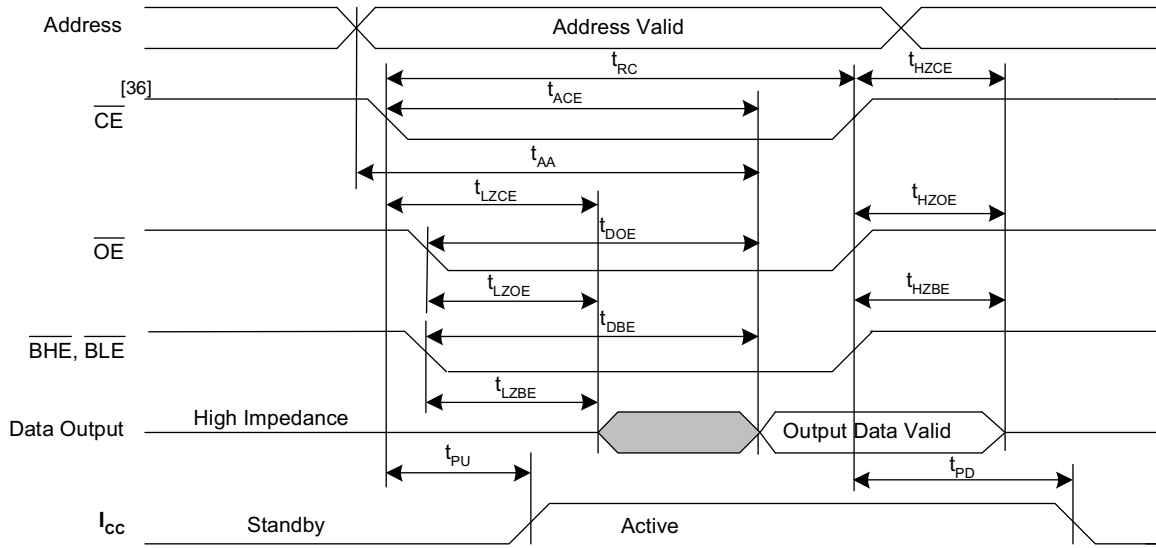 Address
Address Valid
tRC
tHZCE
[36]
CE
tACE
tAA
tLZCE
tHZOE
OE
tDOE
tLZOE
tHZBE
BHE, BLE
tDBE
tLZBE
Data Output
High Impedance
Output Data Valid
tPU
tPD
ICC
Standby
Active